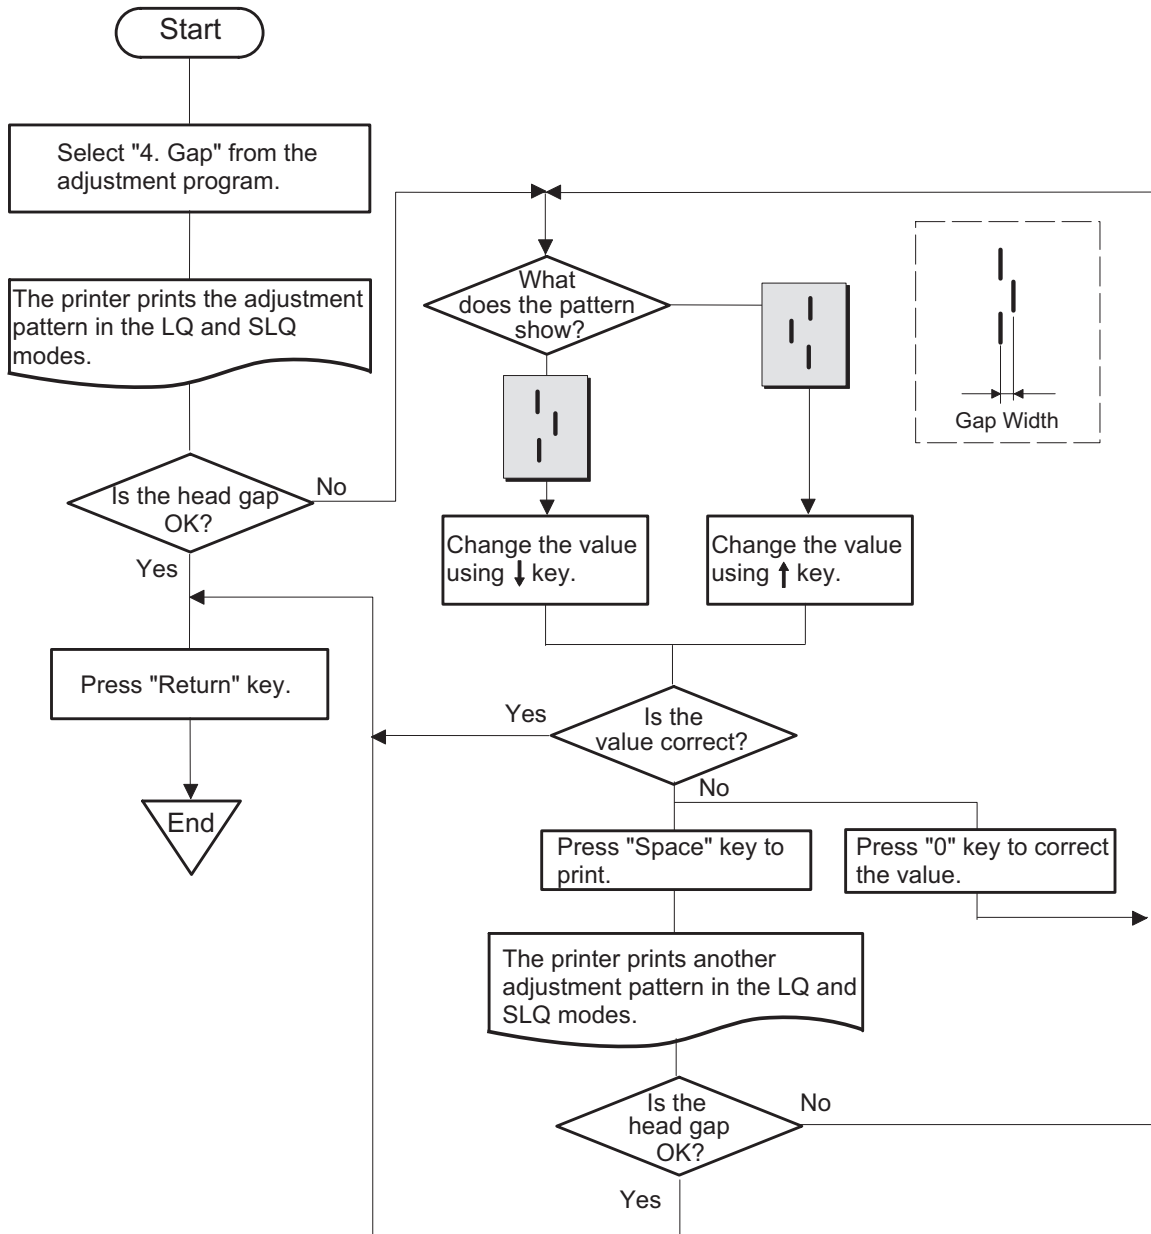 Start
Select "4. Gap" from the
adjustment program.
The printer prints the adjustment
pattern in the LQ and SLQ
modes.
Is the head gap
OK?
No
Yes
Press "Return" key.
End
What
does the pattern
show?
Gap Width
Change the value
using ↓ key.
Change the value
using ↑ key.
Is the
value correct?
Yes
No
Press "Space" key to
print.
Press "0" key to correct
the value.
The printer prints another
adjustment pattern in the LQ and
SLQ modes.
Is the
head gap
OK?
No
Yes